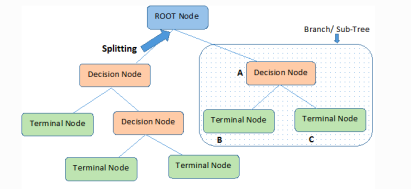 ROOT Node
Branch/ Sub-Tree
Splitting
Decision Node
A
Decision Node
Terminal Node
Decision Node
Terminal Node
Terminal Node
B
C
Terminal Node
Terminal Node